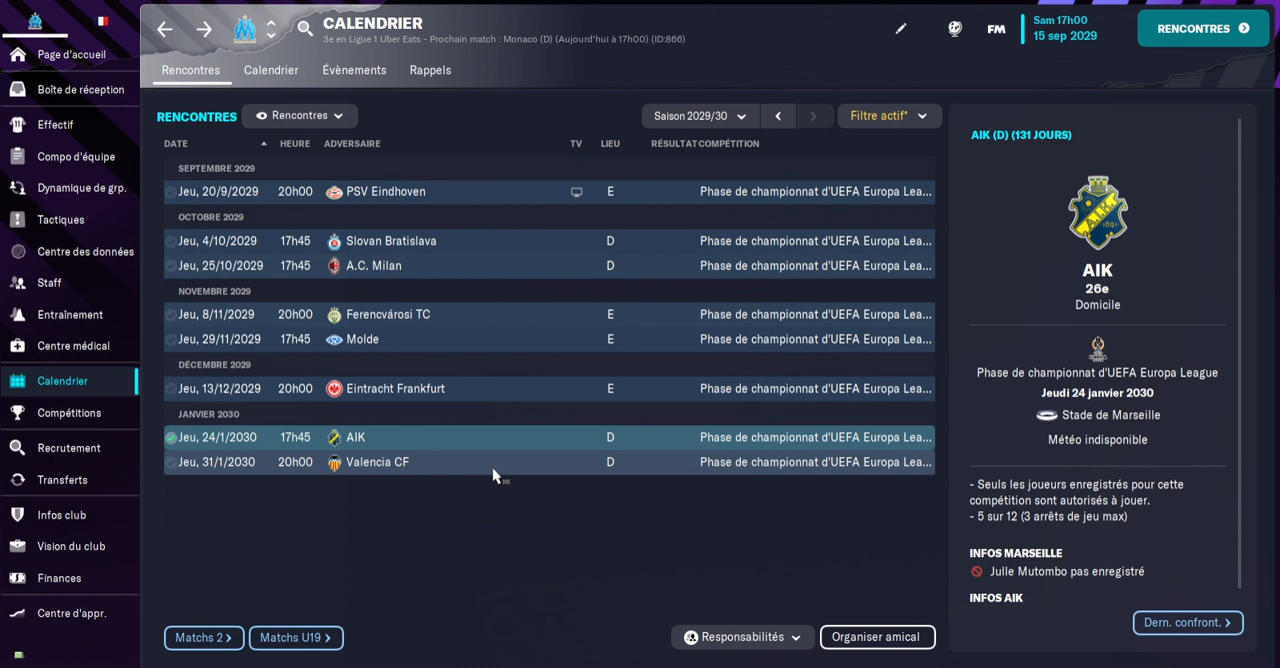 CALENDRIER
3e en Ligue 1 Uber Eats - Prochain match : Monaco (D) (Aujourd'hui à 17h00) (ID:866)
FM
Sam 17h00
15 sep 2029
RENCONTRES
Page d'accueil
Boîte de réception
Effectif
Compo d'équipe
Dynamique de grp.
Tactiques
Centre des données
Staff
Entraînement
Centre médical
Calendrier
Compétitions
Recrutement
Transferts
Infos club
Vision du club
Finances
Centre d'appr.
Rencontres Calendrier Évènements Rappels
RENCONTRES Rencontres Saison 2029/30 Filtre actif*
DATE HEURE ADVERSAIRE TV LIEU RÉSULTAT COMPÉTITION
SEPTEMBRE 2029
Jeu, 20/9/2029 20h00 PSV Eindhoven E Phase de championnat d'UEFA Europa Lea...
OCTOBRE 2029
Jeu, 4/10/2029 17h45 Slovan Bratislava D Phase de championnat d'UEFA Europa Lea...
Jeu, 25/10/2029 17h45 A.C. Milan D Phase de championnat d'UEFA Europa Lea...
NOVEMBRE 2029
Jeu, 8/11/2029 20h00 Ferencvárosi TC E Phase de championnat d'UEFA Europa Lea...
Jeu, 29/11/2029 17h45 Molde E Phase de championnat d'UEFA Europa Lea...
DÉCEMBRE 2029
Jeu, 13/12/2029 20h00 Eintracht Frankfurt E Phase de championnat d'UEFA Europa Lea...
JANVIER 2030
Jeu, 24/1/2030 17h45 AIK D Phase de championnat d'UEFA Europa Lea...
Jeu, 31/1/2030 20h00 Valencia CF D Phase de championnat d'UEFA Europa Lea...
Matchs 2 Matchs U19 Responsabilités Organiser amical
AIK (D) (131 JOURS)
A.I.K.
1891
AIK
26e
Domicile
Phase de championnat d'UEFA Europa League
Jeudi 24 janvier 2030
Stade de Marseille
Météo indisponible
- Seuls les joueurs enregistrés pour cette
compétition sont autorisés à jouer.
- 5 sur 12 (3 arrêts de jeu max)
INFOS MARSEILLE
Julle Mutombo pas enregistré
INFOS AIK
Dern. confront.